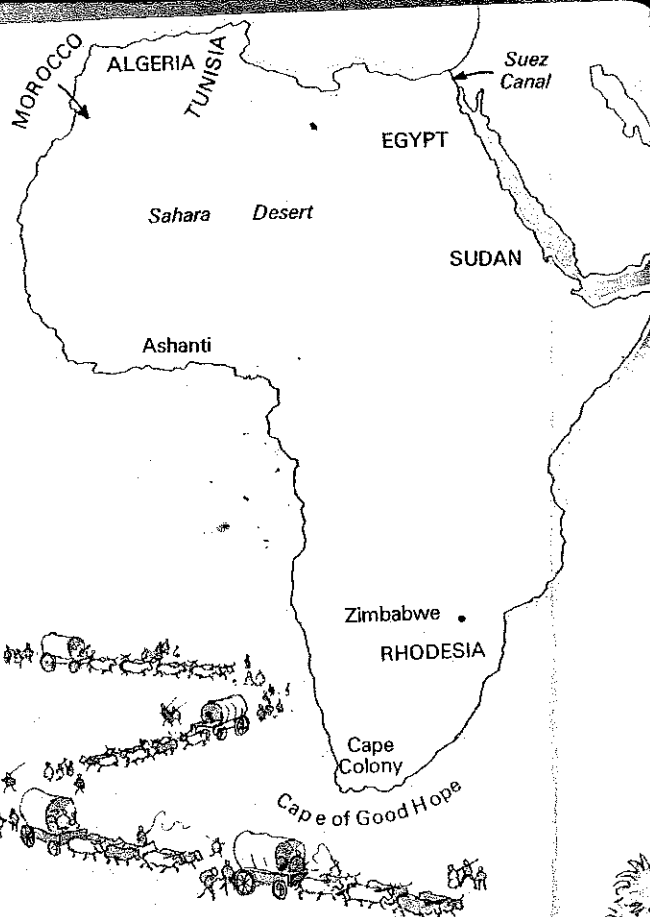 MOROCCO
ALGERIA
TUNISIA
Suez
Canal
EGYPT
Sahara Desert
SUDAN
Ashanti
Zimbabwe
RHODESIA
Cape
Colony
Cape of Good Hope